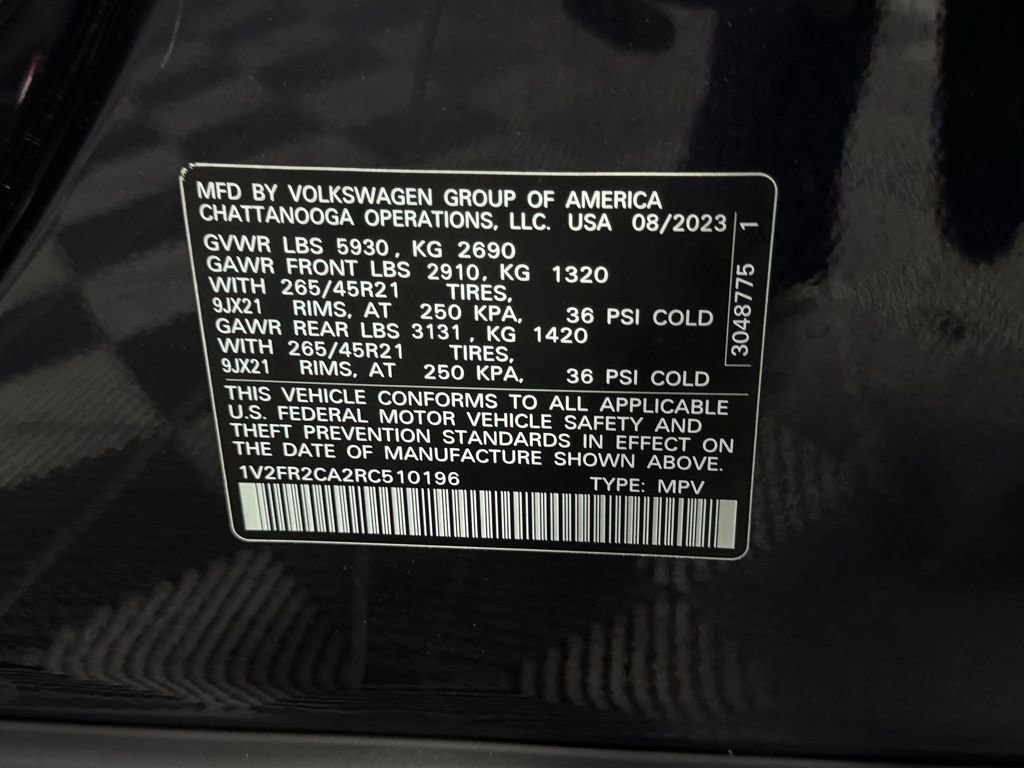 MFD BY VOLKSWAGEN GROUP OF AMERICA
CHATTANOOGA OPERATIONS, LLC. USA 08/2023
GVWR LBS 5930, KG 2690
GAWR FRONT LBS 2910, KG 1320
WITH 265/45R21 TIRES,
9JX21 RIMS, AT 250 KPA, 36 PSI COLD
GAWR REAR LBS 3131, KG 1420
WITH 265/45R21 TIRES,
9JX21 RIMS, AT 250 KPA, 36 PSI COLD
3048775 1
THIS VEHICLE CONFORMS TO ALL APPLICABLE
U.S. FEDERAL MOTOR VEHICLE SAFETY AND
THEFT PREVENTION STANDARDS IN EFFECT ON
THE DATE OF MANUFACTURE SHOWN ABOVE.
1V2FR2CA2RC510196 TYPE: MPV